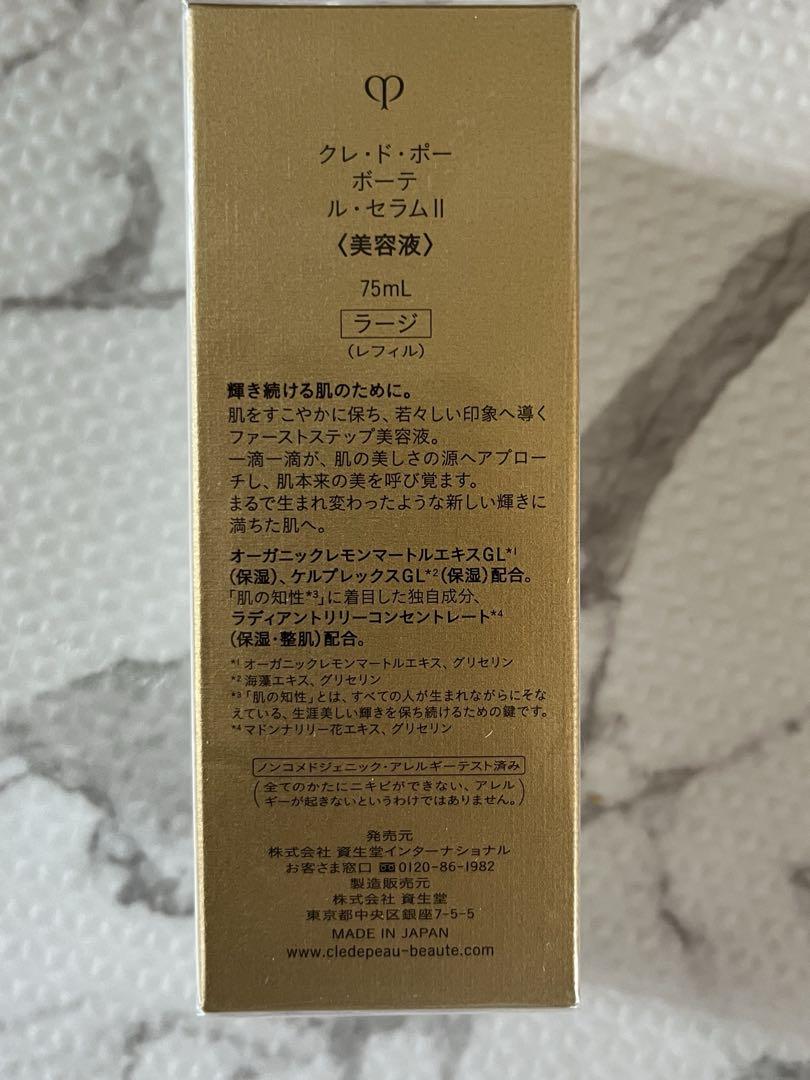 クレ・ド・ポー
ボーテ
ル・セラムⅡ
〈美容液〉
75mL
ラージ
（レフィル）
輝き続ける肌のために。
肌をすこやかに保ち、若々しい印象へ導く
ファーストステップ美容液。
一滴一滴が、肌の美しさの源へアプロー
チし、肌本来の美を呼び覚ます。
まるで生まれ変わったような新しい輝きに
満ちた肌へ。
オーガニックレモンマートルエキスGL*1
（保湿）、ケルプレックスGL*2（保湿）配合。
「肌の知性*3」に着目した独自成分、
ラディアントリリーコンセントレート*4
（保湿・整肌）配合。
*1 オーガニックレモンマートルエキス、グリセリン
*2 海藻エキス、グリセリン
*3「肌の知性」とは、すべての人が生まれながらにそな
えている、生涯美しい輝きを保ち続けるための鍵です。
*4 マドンナリリー花エキス、グリセリン
ノンコメドジェニック・アレルギーテスト済み
（全てのかたにニキビができない、アレル
ギーが起きないというわけではありません。）
発売元
株式会社 資生堂インターナショナル
お客さま窓口 0120-86-1982
製造販売元
株式会社 資生堂
東京都中央区銀座7-5-5
MADE IN JAPAN
www.cledepeau-beaute.com